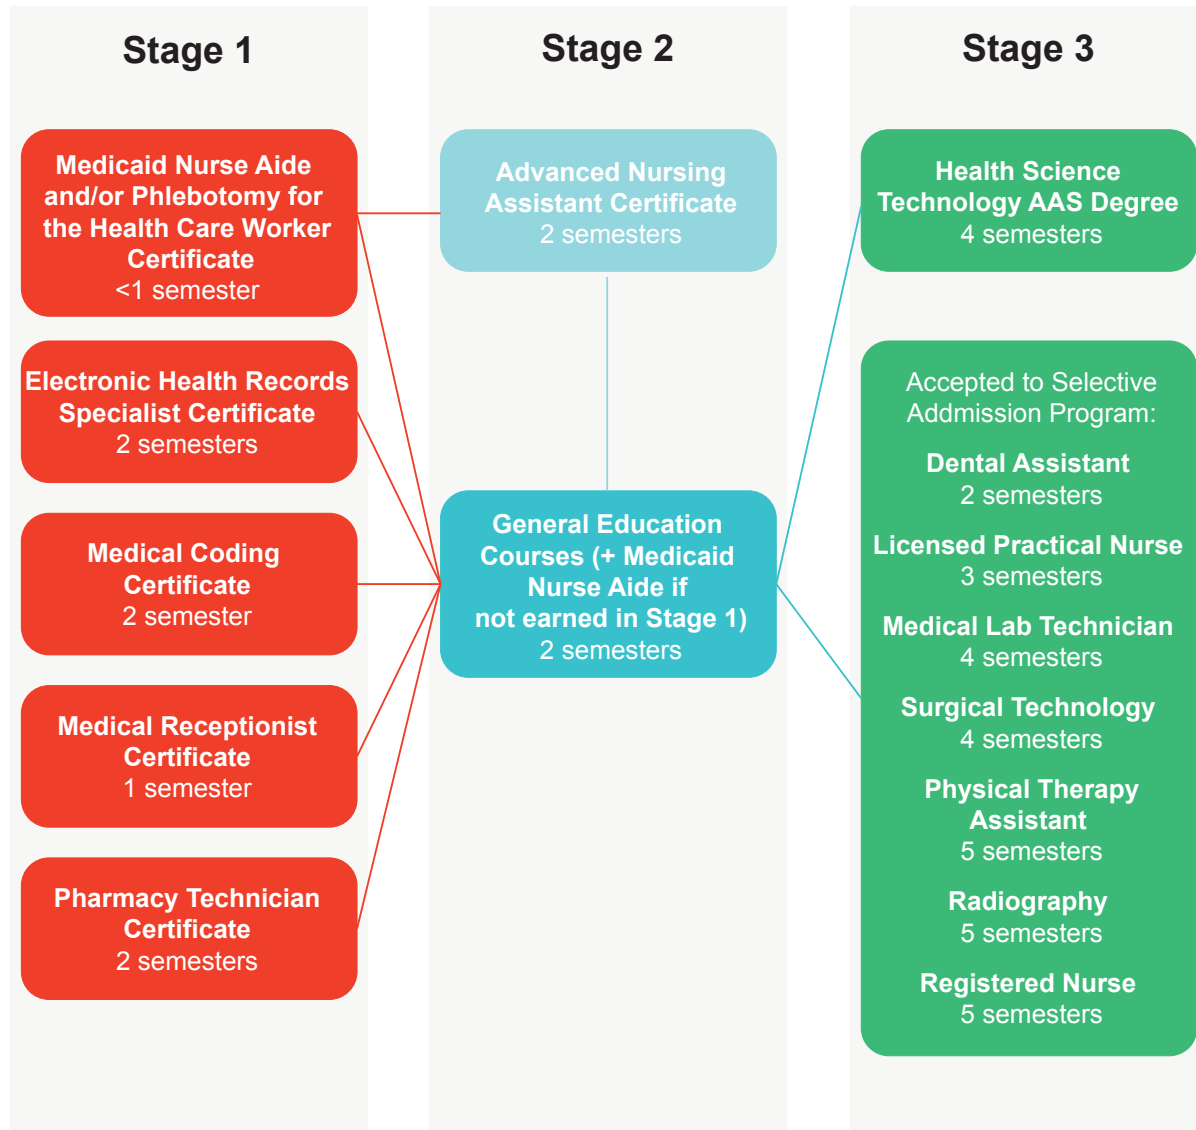 Stage 1
Medicaid Nurse Aide
and/or Phlebotomy for
the Health Care Worker
Certificate
<1 semester
Electronic Health Records
Specialist Certificate
2 semesters
Medical Coding
Certificate
2 semester
Medical Receptionist
Certificate
1 semester
Pharmacy Technician
Certificate
2 semesters
Stage 2
Advanced Nursing
Assistant Certificate
2 semesters
General Education
Courses (+ Medicaid
Nurse Aide if
not earned in Stage 1)
2 semesters
Stage 3
Health Science
Technology AAS Degree
4 semesters
Accepted to Selective
Addmission Program:
Dental Assistant
2 semesters
Licensed Practical Nurse
3 semesters
Medical Lab Technician
4 semesters
Surgical Technology
4 semesters
Physical Therapy
Assistant
5 semesters
Radiography
5 semesters
Registered Nurse
5 semesters